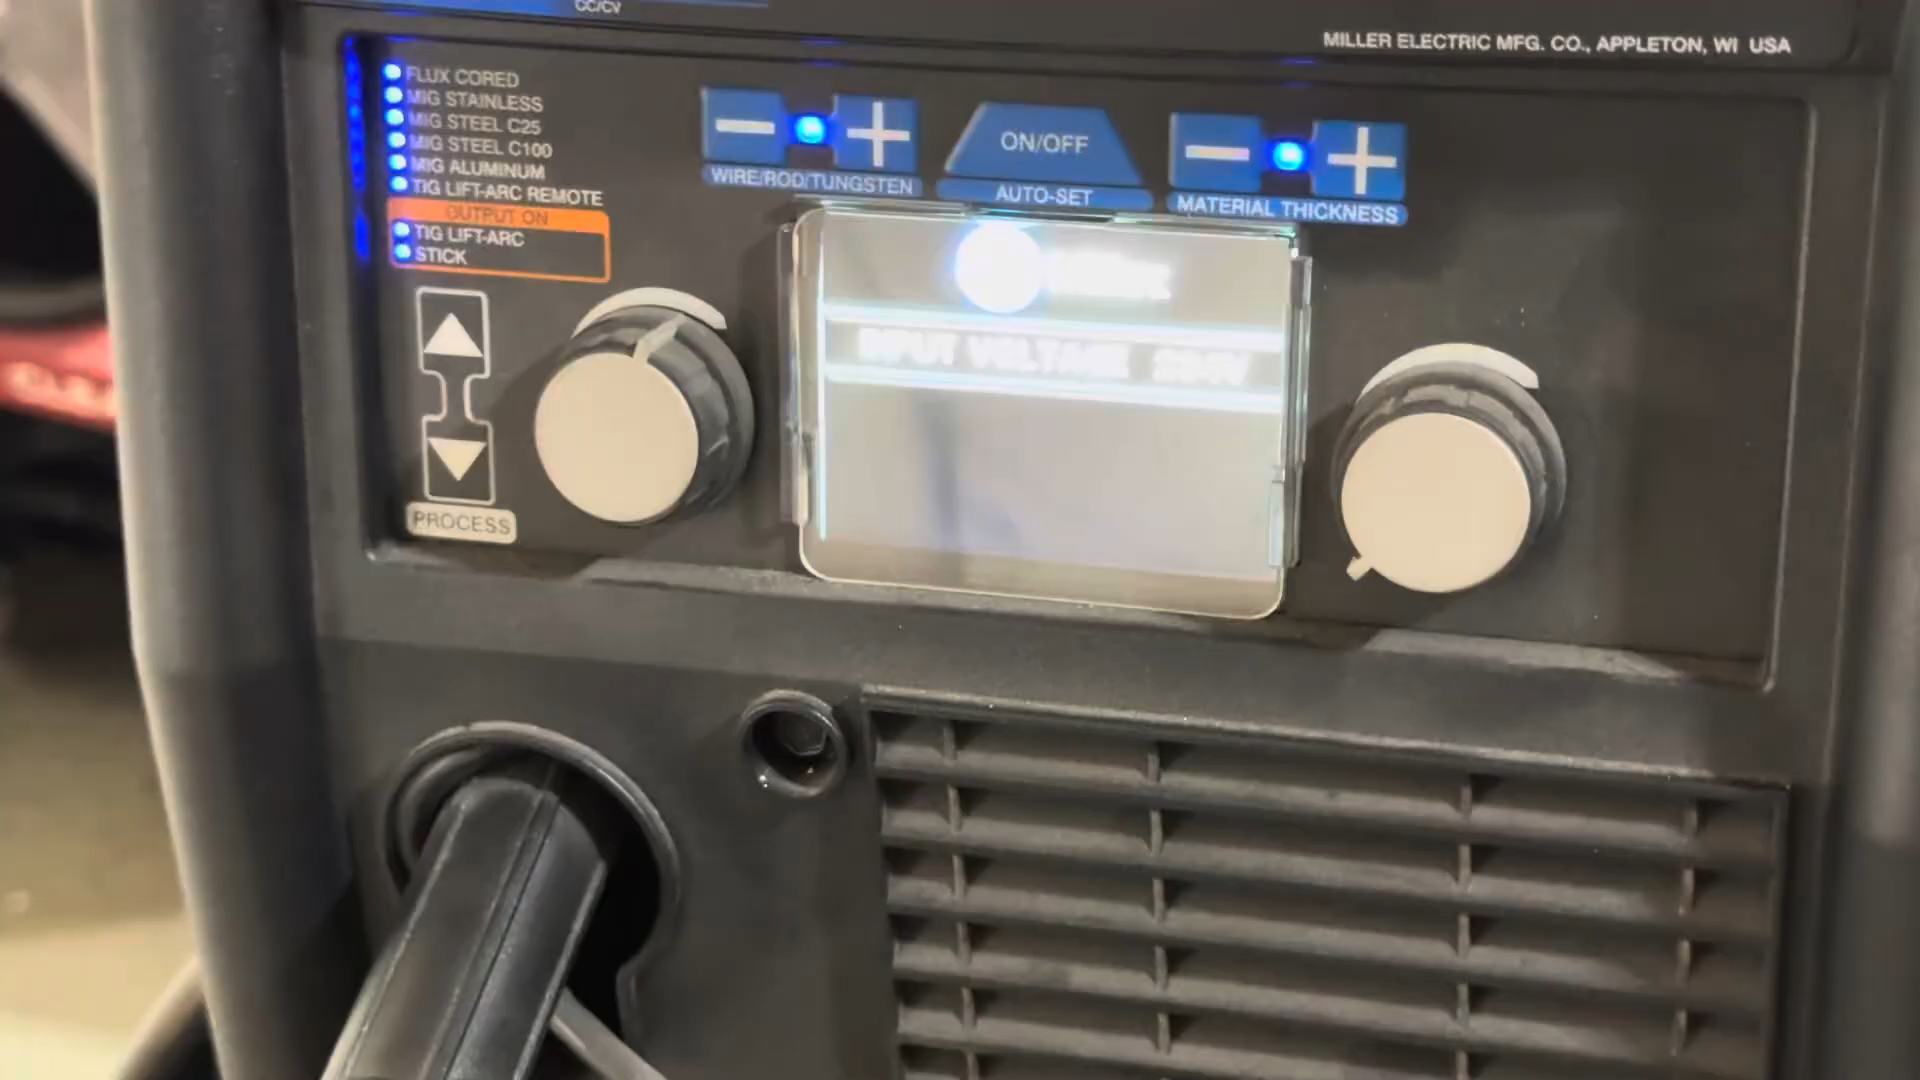 CC/CV
MILLER ELECTRIC MFG. CO., APPLETON, WI USA
FLUX CORED
MIG STAINLESS
MIG STEEL C25
MIG STEEL C100
MIG ALUMINUM
TIG LIFT-ARC REMOTE
OUTPUT ON
TIG LIFT-ARC
STICK
WIRE/ROD/TUNGSTEN
ON/OFF
AUTO-SET
MATERIAL THICKNESS
INPUT VOLTAGE
PROCESS